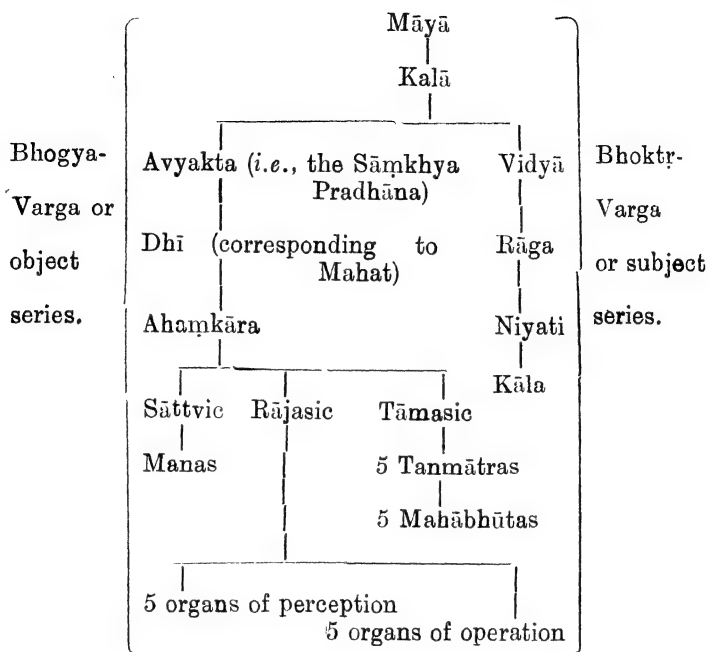 Māyā
Kalā
Bhogya-
Varga or
object
series.
Avyakta (i.e., the Sāṃkhya
Pradhāna)
Vidyā
Bhoktṛ-
Varga
or subject
series.
Dhī (corresponding to
Mahat)
Rāga
Ahaṃkāra
Niyati
Kāla
Sāttvic Rājasic Tāmasic
Manas
5 Tanmātras
5 Mahābhūtas
5 organs of perception
5 organs of operation